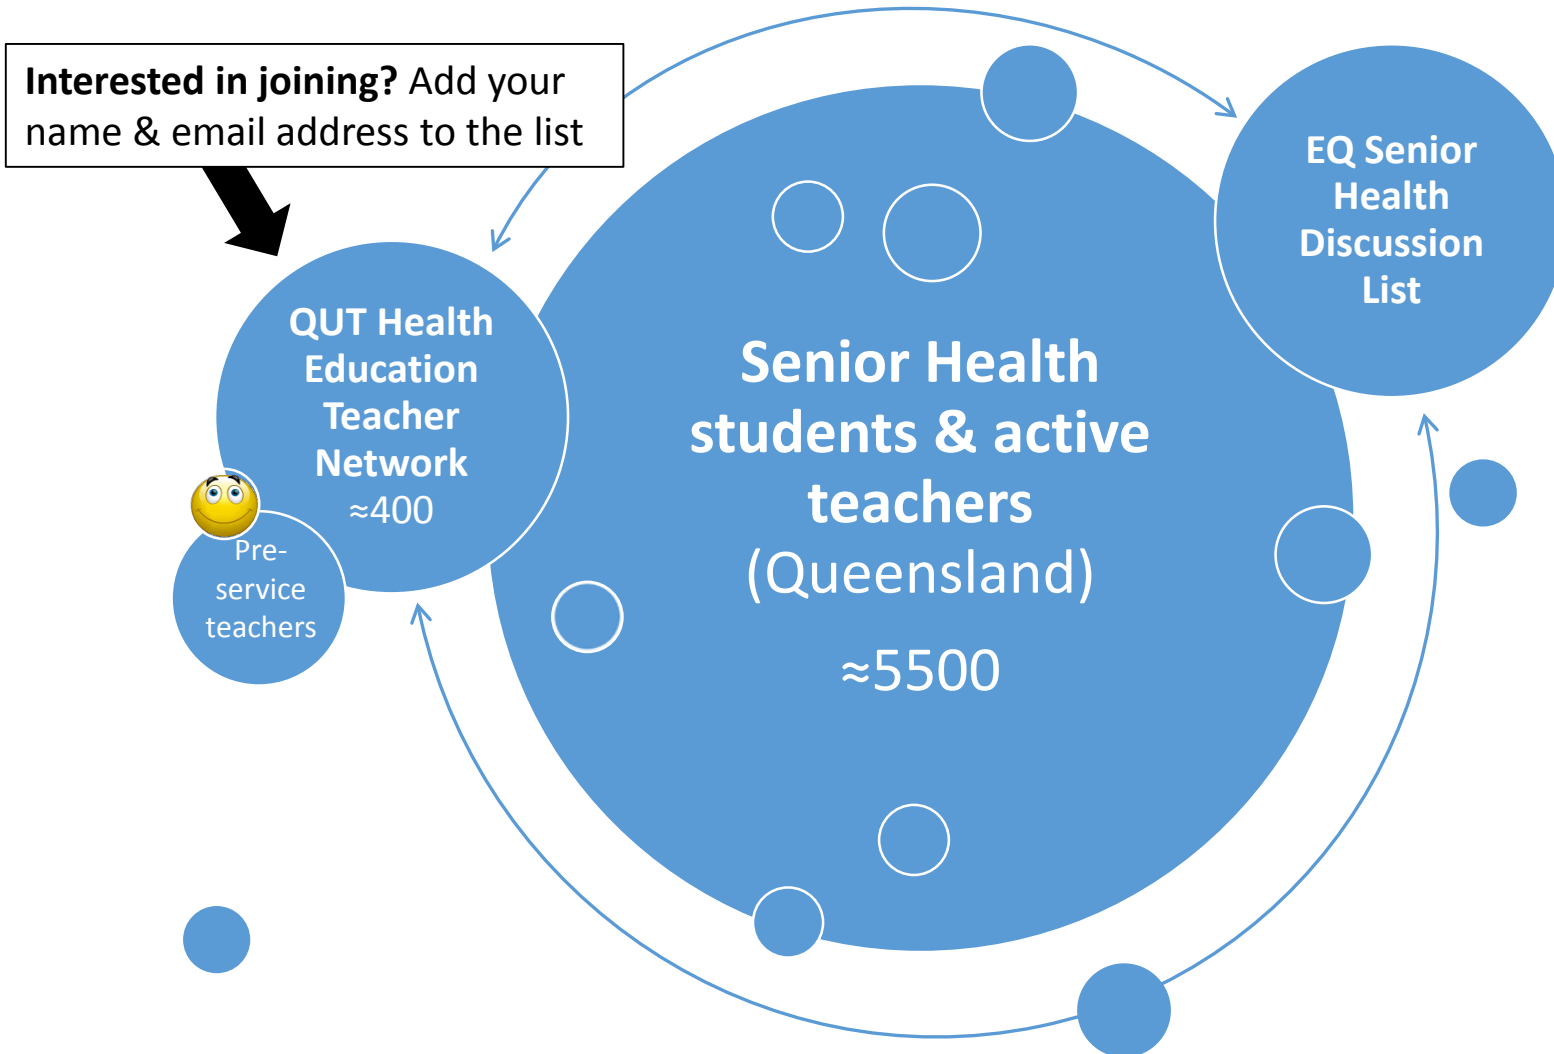 Interested in joining? Add your
name & email address to the list
EQ Senior
Health
Discussion
List
QUT Health
Education
Teacher
Network
≈400
Senior Health
students & active
teachers
(Queensland)
≈5500
Pre-
service
teachers